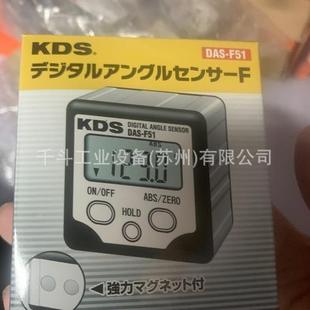 KDS®
DAS-F51
デジタルアングルセンサーF
KDS DIGITAL ANGLE SENSOR
DAS-F51
ABS
千斗工业设备(苏州)有限公司
ON/OFF
ABS/ZERO
HOLD
強力マグネット付